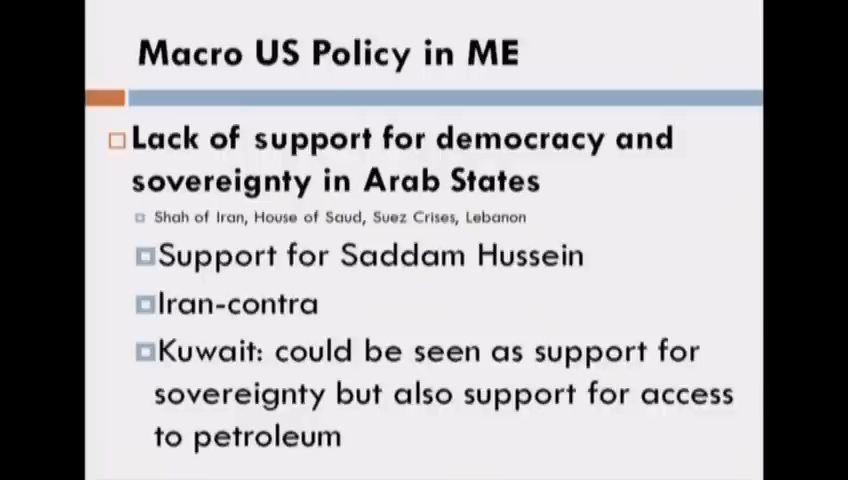 Macro US Policy in ME
Lack of support for democracy and
sovereignty in Arab States
Shah of Iran, House of Saud, Suez Crises, Lebanon
Support for Saddam Hussein
Iran-contra
Kuwait: could be seen as support for
sovereignty but also support for access
to petroleum